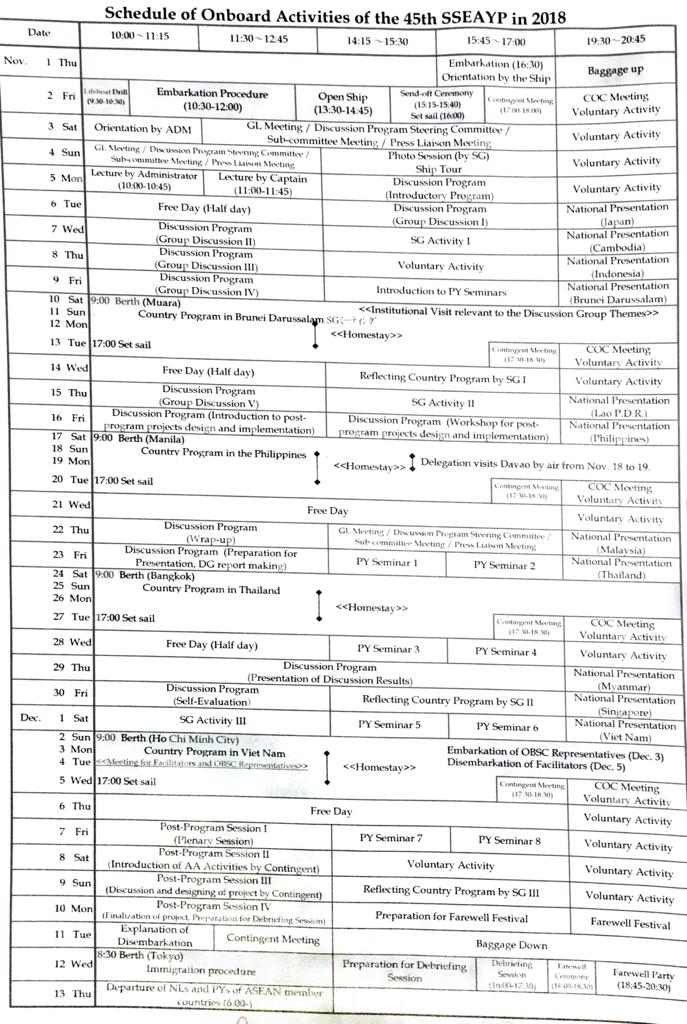 Schedule of Onboard Activities of the 45th SSEAYP in 2018
Date 10:00～11:15 11:30～12:45 14:15～15:30 15:45～17:00 19:30～20:45
Nov. 1 Thu Embarkation (16:30)
Orientation by the Ship Baggage up
2 Fri Lifeboat Drill
(9:30-10:30) Embarkation Procedure
(10:30-12:00) Open Ship
(13:30-14:45) Send-off Ceremony
(15:15-15:40)
Set sail (16:00) Contingent Meeting
(17:00-18:00) COC Meeting
Voluntary Activity
3 Sat Orientation by ADM GL Meeting / Discussion Program Steering Committee /
Sub-committee Meeting / Press Liaison Meeting Voluntary Activity
4 Sun GL Meeting / Discussion Program Steering Committee /
Sub-committee Meeting / Press Liaison Meeting Photo Session (by SG)
Ship Tour Voluntary Activity
5 Mon Lecture by Administrator
(10:00-10:45) Lecture by Captain
(11:00-11:45) Discussion Program
(Introductory Program) Voluntary Activity
6 Tue Free Day (Half day) Discussion Program
(Group Discussion I) National Presentation
(Japan)
7 Wed Discussion Program
(Group Discussion II) SG Activity I National Presentation
(Cambodia)
8 Thu Discussion Program
(Group Discussion III) Voluntary Activity National Presentation
(Indonesia)
9 Fri Discussion Program
(Group Discussion IV) Introduction to PY Seminars National Presentation
(Brunei Darussalam)
10 Sat 9:00 Berth (Muara) <<Institutional Visit relevant to the Discussion Group Themes>>
11 Sun Country Program in Brunei Darussalam SGミーティング
12 Mon <<Homestay>>
13 Tue 17:00 Set sail Contingent Meeting
(17:30-18:30) COC Meeting
Voluntary Activity
14 Wed Free Day (Half day) Reflecting Country Program by SG I Voluntary Activity
15 Thu Discussion Program
(Group Discussion V) SG Activity II National Presentation
(Lao P.D.R.)
16 Fri Discussion Program (Introduction to post-
program projects design and implementation) Discussion Program (Workshop for post-
program projects design and implementation) National Presentation
(Philippines)
17 Sat 9:00 Berth (Manila)
18 Sun Country Program in the Philippines
19 Mon <<Homestay>> Delegation visits Davao by air from Nov. 18 to 19.
20 Tue 17:00 Set sail Contingent Meeting
(17:30-18:30) COC Meeting
Voluntary Activity
21 Wed Free Day Voluntary Activity
22 Thu Discussion Program
(Wrap-up) GL Meeting / Discussion Program Steering Committee /
Sub-committee Meeting / Press Liaison Meeting National Presentation
(Malaysia)
23 Fri Discussion Program (Preparation for
Presentation, DG report making) PY Seminar 1 PY Seminar 2 National Presentation
(Thailand)
24 Sat 9:00 Berth (Bangkok)
25 Sun Country Program in Thailand
26 Mon <<Homestay>>
27 Tue 17:00 Set sail Contingent Meeting
(17:30-18:30) COC Meeting
Voluntary Activity
28 Wed Free Day (Half day) PY Seminar 3 PY Seminar 4 Voluntary Activity
29 Thu Discussion Program
(Presentation of Discussion Results) National Presentation
(Myanmar)
30 Fri Discussion Program
(Self-Evaluation) Reflecting Country Program by SG II National Presentation
(Singapore)
Dec. 1 Sat SG Activity III PY Seminar 5 PY Seminar 6 National Presentation
(Viet Nam)
2 Sun 9:00 Berth (Ho Chi Minh City)
3 Mon Country Program in Viet Nam Embarkation of OBSC Representatives (Dec. 3)
4 Tue <<Meeting for Facilitators and OBSC Representatives>> <<Homestay>> Disembarkation of Facilitators (Dec. 5)
5 Wed 17:00 Set sail Contingent Meeting
(17:30-18:30) COC Meeting
Voluntary Activity
6 Thu Free Day Voluntary Activity
7 Fri Post-Program Session I
(Plenary Session) PY Seminar 7 PY Seminar 8 Voluntary Activity
8 Sat Post-Program Session II
(Introduction of AA Activities by Contingent) Voluntary Activity Voluntary Activity
9 Sun Post-Program Session III
(Discussion and designing of project by Contingent) Reflecting Country Program by SG III Voluntary Activity
10 Mon Post-Program Session IV
(Finalization of project, Preparation for Debriefing Session) Preparation for Farewell Festival Farewell Festival
11 Tue Explanation of
Disembarkation Contingent Meeting Baggage Down
12 Wed 8:30 Berth (Tokyo)
Immigration procedure Preparation for Debriefing
Session Debriefing
Session
(16:00-17:30) Farewell
Ceremony
(18:00-18:30) Farewell Party
(18:45-20:30)
13 Thu Departure of NLs and PYs of ASEAN member
countries (6:00-)